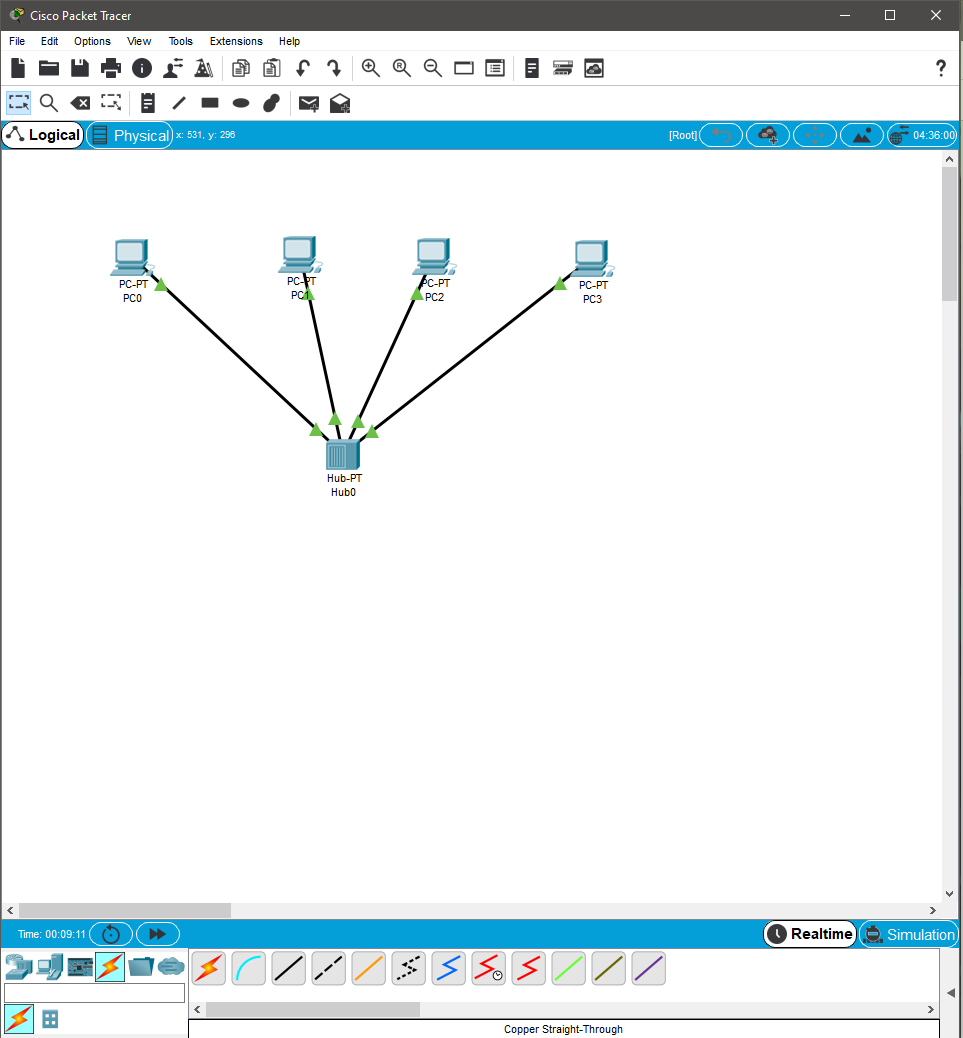 Cisco Packet Tracer
File Edit Options View Tools Extensions Help
R
?
Logical Physical x: 531, y: 296 [Root] 04:36:00
PC-PT
PC0
PC-PT
PC1
PC-PT
PC2
PC-PT
PC3
Hub-PT
Hub0
Time: 00:09:11 Realtime Simulation
Copper Straight-Through